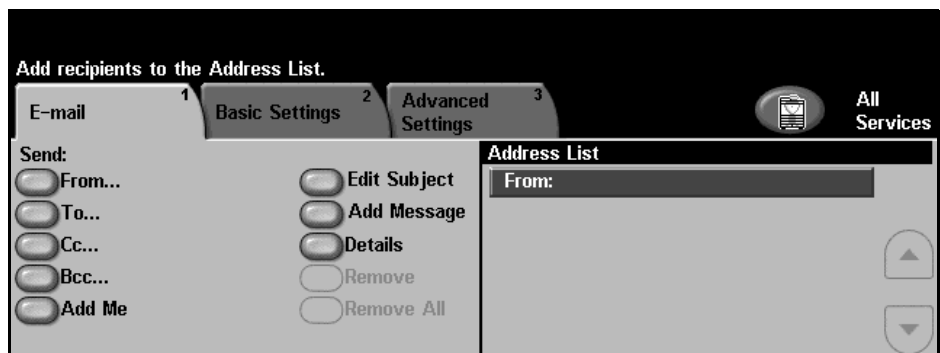 Add recipients to the Address List.
E-mail 1
Basic Settings 2
Advanced Settings 3
All Services
Send:
From...
To...
Cc...
Bcc...
Add Me
Edit Subject
Add Message
Details
Remove
Remove All
Address List
From: